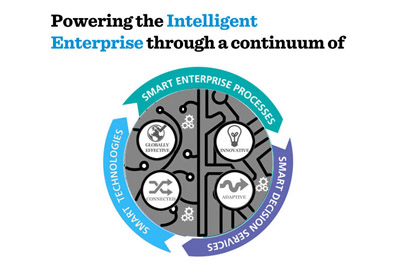 Powering the Intelligent
Enterprise through a continuum of
SMART ENTERPRISE PROCESSES
GLOBALLY
EFFECTIVE
INNOVATIVE
SMART TECHNOLOGIES
SMART DECISION SERVICES
CONNECTED
ADAPTIVE